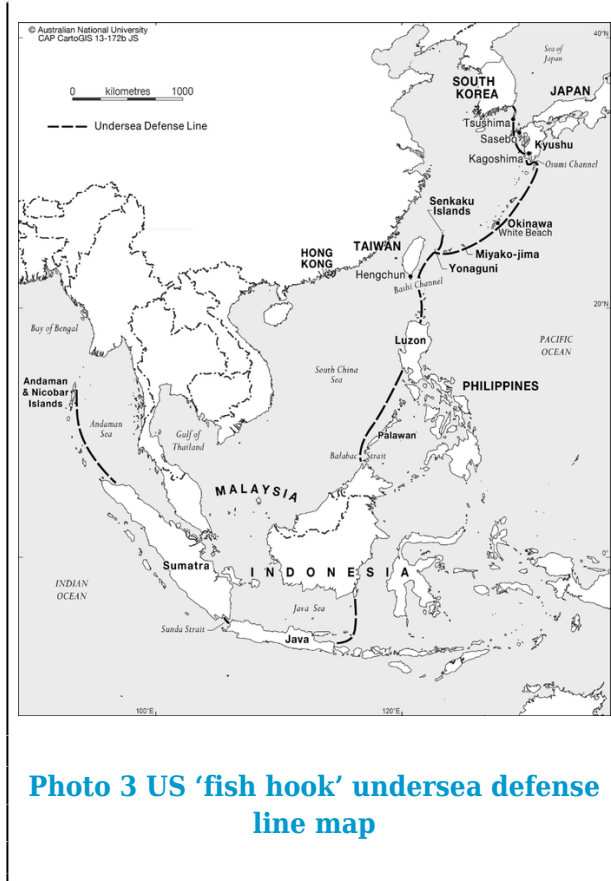 © Australian National University
CAP CartoGIS 13-172b JS
40°N
Sea of
Japan
0 kilometres 1000
SOUTH
KOREA
JAPAN
Undersea Defense Line
Tsushima
Sasebo
Kyushu
Kagoshima
Osumi Channel
Senkaku
Islands
Okinawa
White Beach
TAIWAN
HONG
KONG
Miyako-jima
Yonaguni
Hengchun
Bashi Channel
20°N
Bay of Bengal
Luzon
PACIFIC
OCEAN
South China
Sea
Andaman
& Nicobar
Islands
PHILIPPINES
Andaman
Sea
Gulf of
Thailand
Palawan
Balabac Strait
MALAYSIA
0°
Sumatra
INDONESIA
INDIAN
OCEAN
Java Sea
Sunda Strait
Java
100°E
120°E
Photo 3 US ‘fish hook’ undersea defense
line map